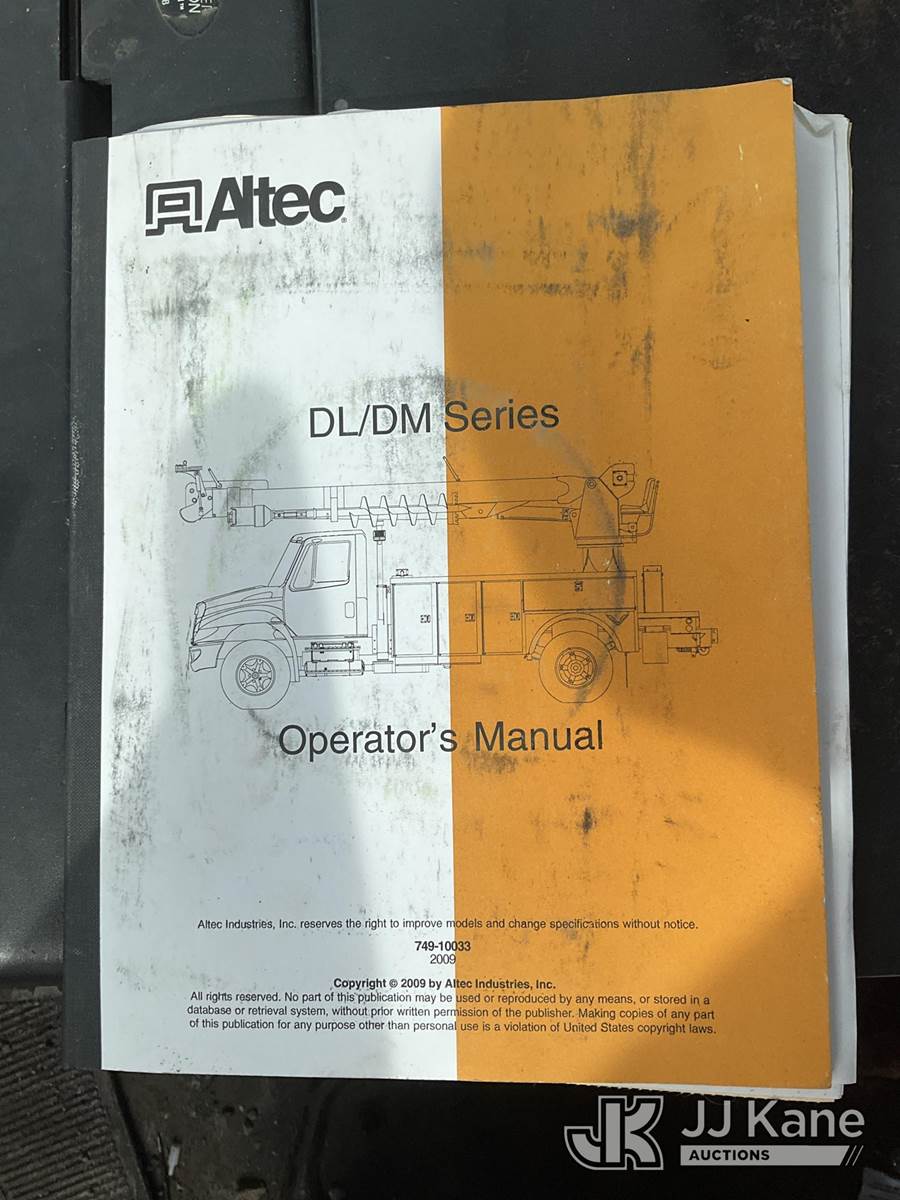 Altec
DL/DM Series
Operator's Manual
Altec Industries, Inc. reserves the right to improve models and change specifications without notice.
749-10033
2009
Copyright © 2009 by Altec Industries, Inc.
All rights reserved. No part of this publication may be used or reproduced by any means, or stored in a
database or retrieval system, without prior written permission of the publisher. Making copies of any part
of this publication for any purpose other than personal use is a violation of United States copyright laws.
JK JJ Kane
AUCTIONS